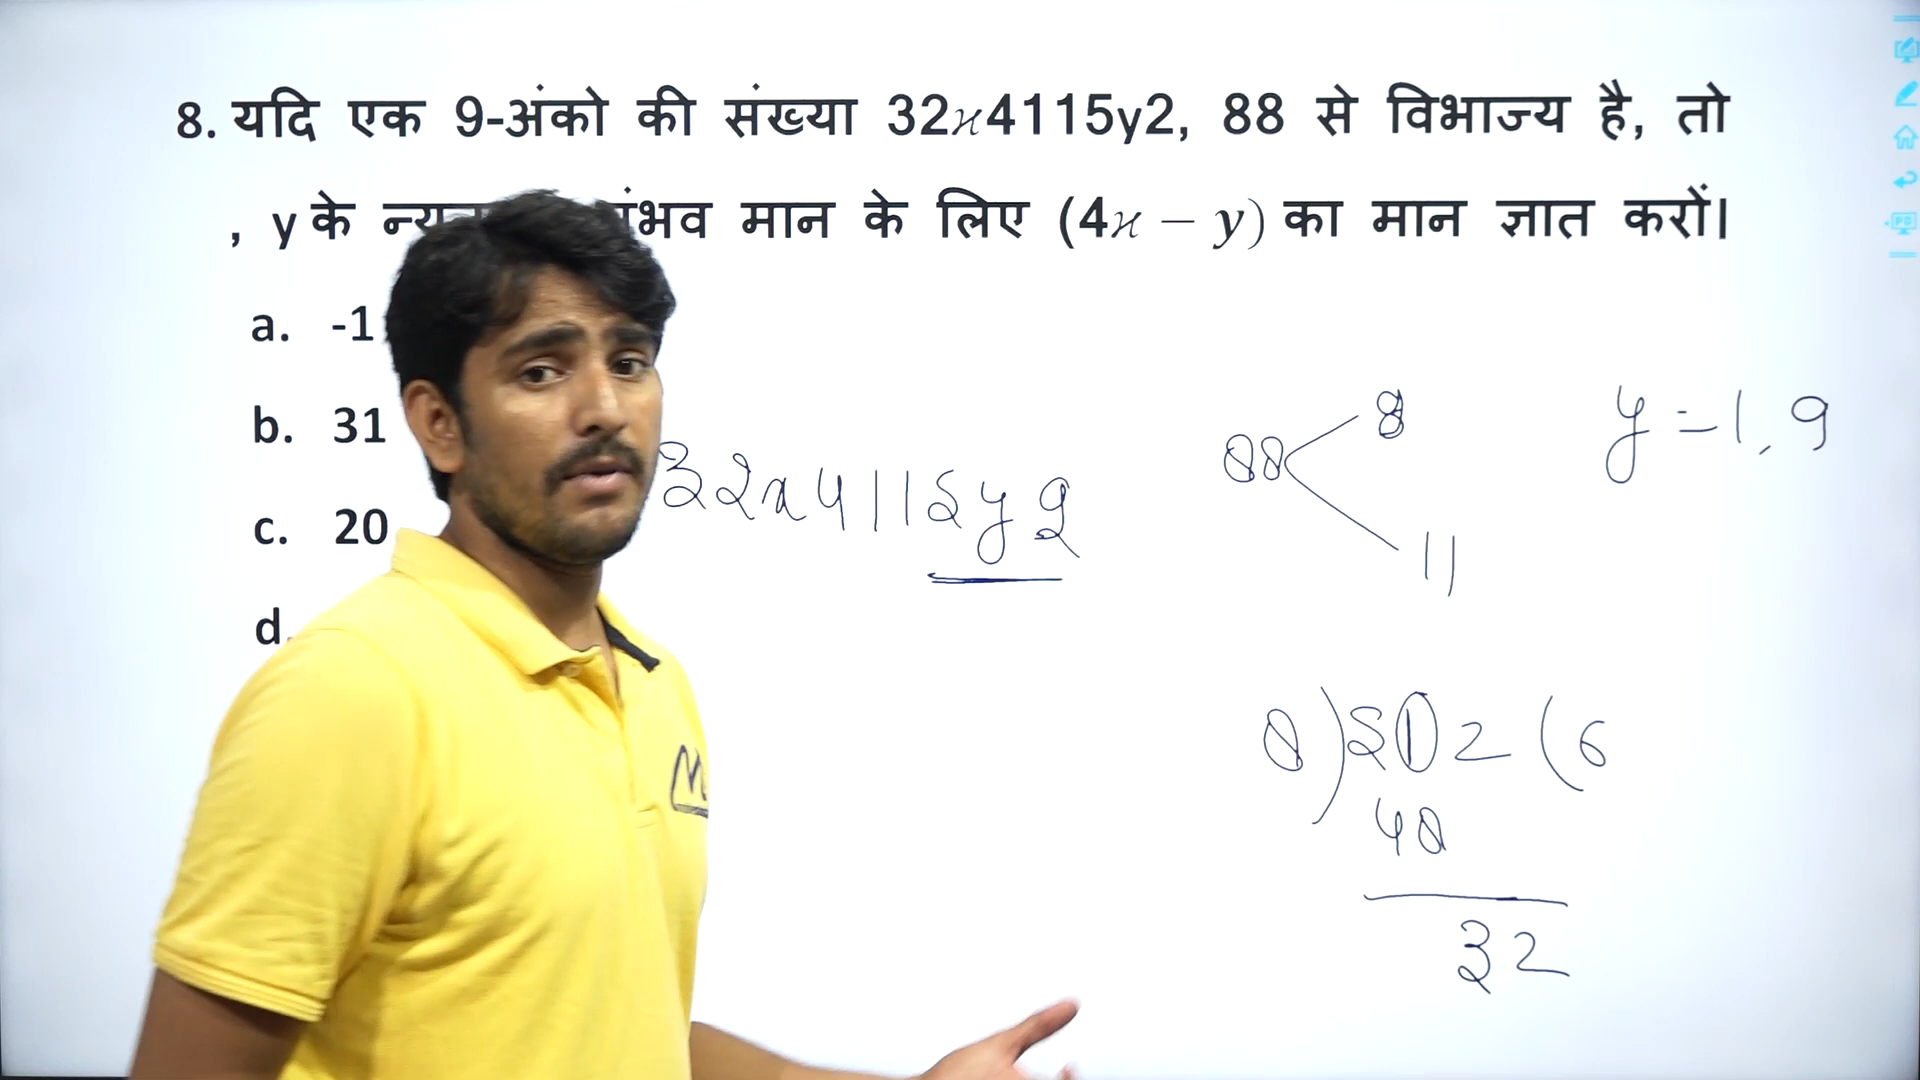 8. यदि एक 9-अंको की संख्या 32x4115y2, 88 से विभाज्य है, तो
, y के संभव मान के लिए (4x − y) का मान ज्ञात करों।
a. -1
b. 31
c. 20
d.
32x4115y2
88
8
11
y = 1, 9
8)512(6
48
32